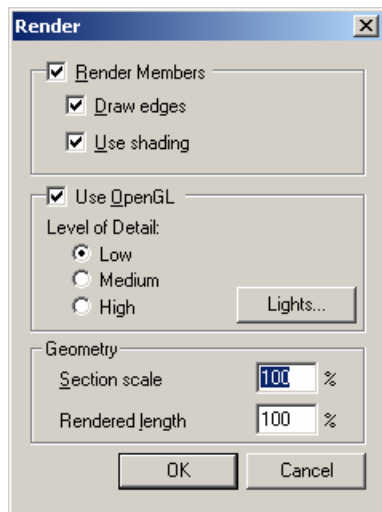 Render
Render Members
Draw edges
Use shading
Use OpenGL
Level of Detail:
Low
Medium
High
Lights...
Geometry
Section scale 100 %
Rendered length 100 %
OK Cancel